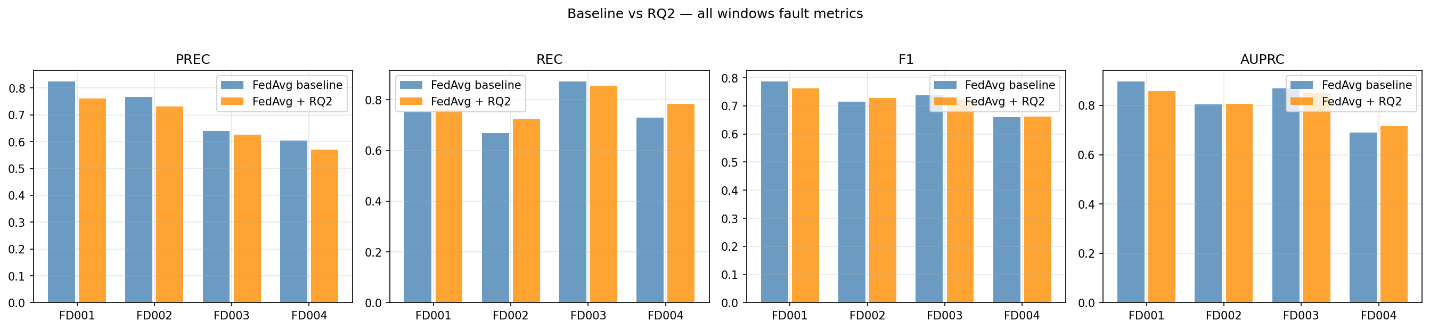 Baseline vs RQ2 — all windows fault metrics
PREC
FedAvg baseline
FedAvg + RQ2
0.8
0.7
0.6
0.5
0.4
0.3
0.2
0.1
0.0
FD001 FD002 FD003 FD004
REC
FedAvg baseline
FedAvg + RQ2
0.8
0.6
0.4
0.2
0.0
FD001 FD002 FD003 FD004
F1
FedAvg baseline
FedAvg + RQ2
0.8
0.7
0.6
0.5
0.4
0.3
0.2
0.1
0.0
FD001 FD002 FD003 FD004
AUPRC
FedAvg baseline
FedAvg + RQ2
0.8
0.6
0.4
0.2
0.0
FD001 FD002 FD003 FD004